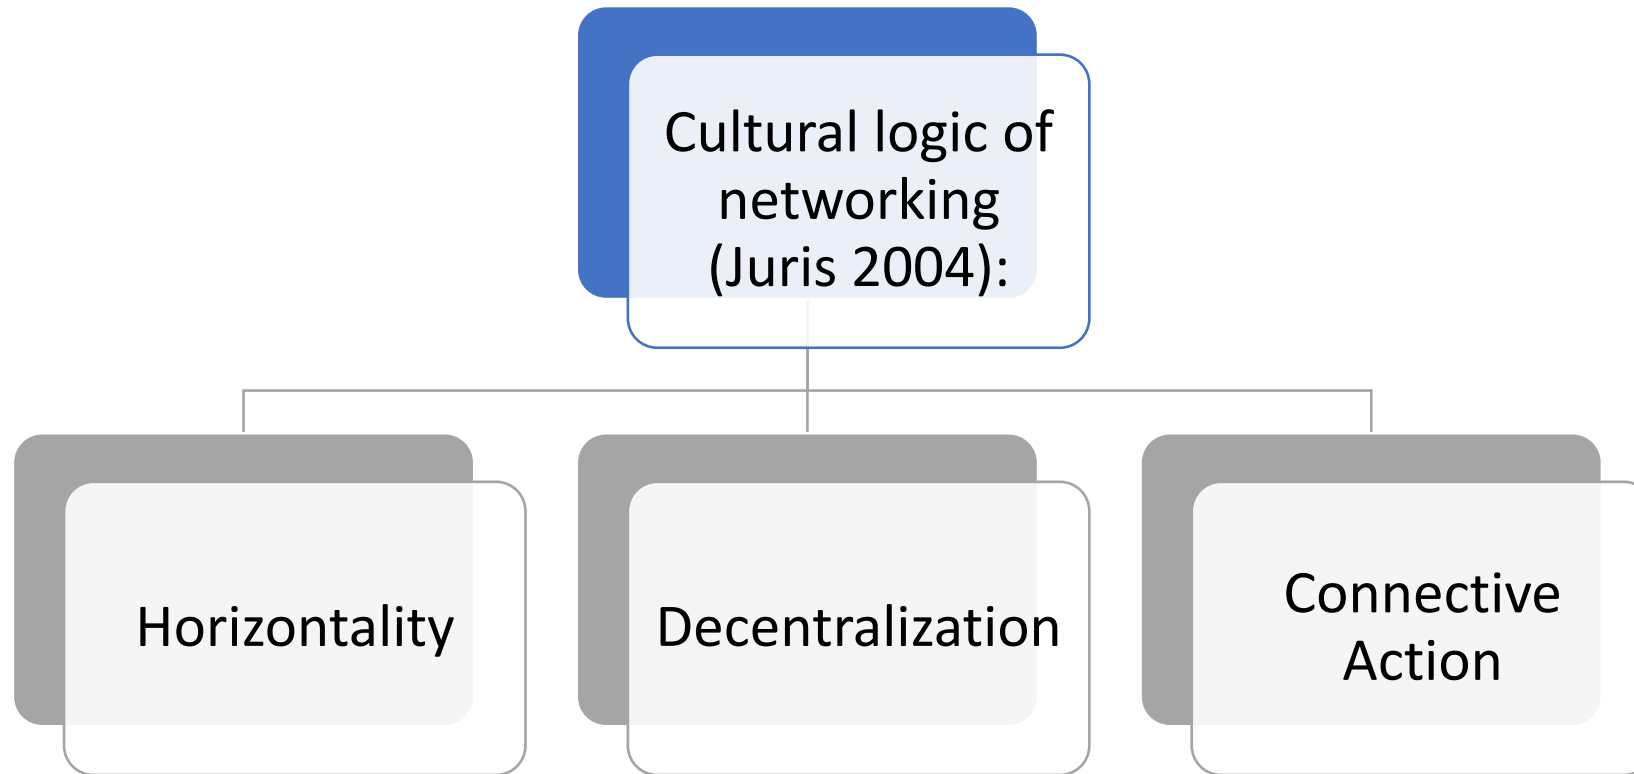 Cultural logic of
networking
(Juris 2004):
Horizontality
Decentralization
Connective
Action